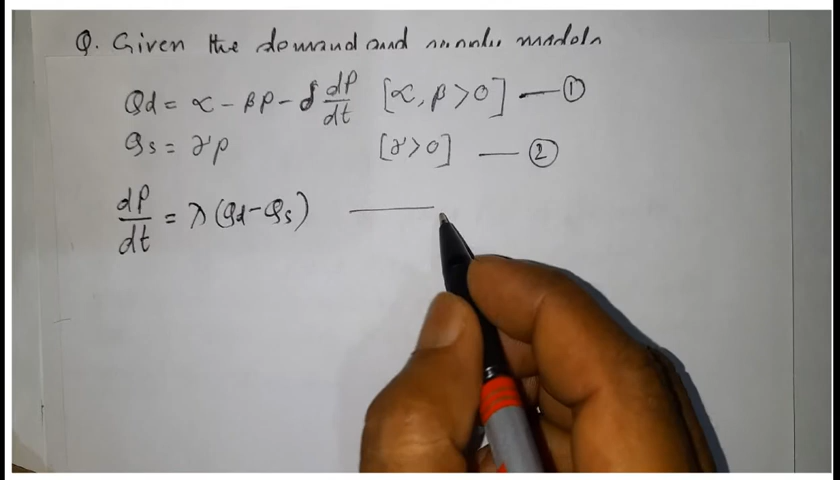 Q. Given the demand and supply models
Qd = α - βP - δ dP/dt [α, β > 0] — ①
Qs = γP [γ > 0] — ②
dP/dt = λ (Qd - Qs) —